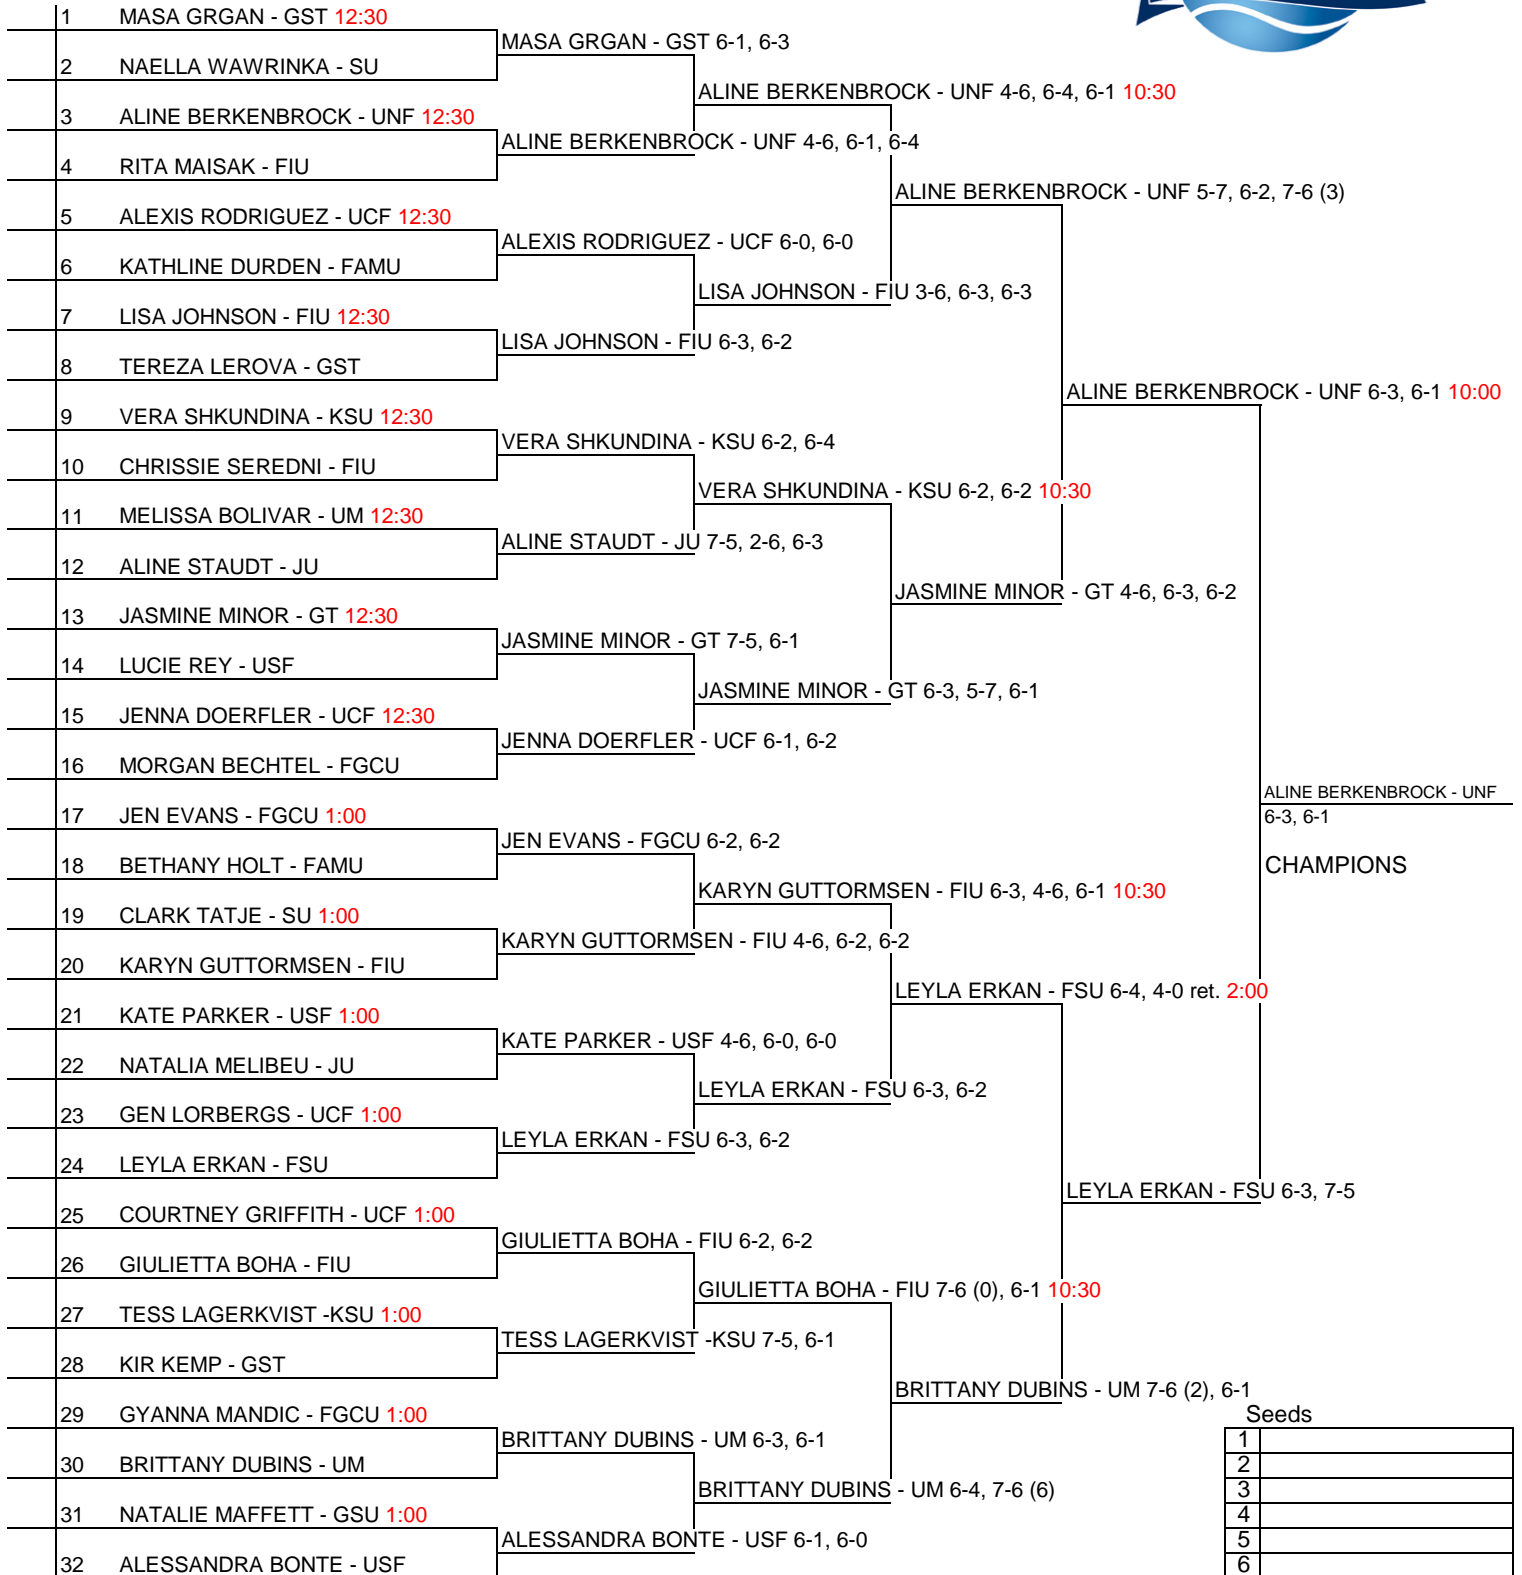 1 MASA GRGAN - GST 12:30
MASA GRGAN - GST 6-1, 6-3
2 NAELLA WAWRINKA - SU
ALINE BERKENBROCK - UNF 4-6, 6-4, 6-1 10:30
3 ALINE BERKENBROCK - UNF 12:30
ALINE BERKENBROCK - UNF 4-6, 6-1, 6-4
4 RITA MAISAK - FIU
ALINE BERKENBROCK - UNF 5-7, 6-2, 7-6 (3)
5 ALEXIS RODRIGUEZ - UCF 12:30
ALEXIS RODRIGUEZ - UCF 6-0, 6-0
6 KATHLINE DURDEN - FAMU
LISA JOHNSON - FIU 3-6, 6-3, 6-3
7 LISA JOHNSON - FIU 12:30
LISA JOHNSON - FIU 6-3, 6-2
8 TEREZA LEROVA - GST
ALINE BERKENBROCK - UNF 6-3, 6-1 10:00
9 VERA SHKUNDINA - KSU 12:30
VERA SHKUNDINA - KSU 6-2, 6-4
10 CHRISSIE SEREDNI - FIU
VERA SHKUNDINA - KSU 6-2, 6-2 10:30
11 MELISSA BOLIVAR - UM 12:30
ALINE STAUDT - JU 7-5, 2-6, 6-3
12 ALINE STAUDT - JU
JASMINE MINOR - GT 4-6, 6-3, 6-2
13 JASMINE MINOR - GT 12:30
JASMINE MINOR - GT 7-5, 6-1
14 LUCIE REY - USF
JASMINE MINOR - GT 6-3, 5-7, 6-1
15 JENNA DOERFLER - UCF 12:30
JENNA DOERFLER - UCF 6-1, 6-2
16 MORGAN BECHTEL - FGCU
ALINE BERKENBROCK - UNF
6-3, 6-1
17 JEN EVANS - FGCU 1:00
JEN EVANS - FGCU 6-2, 6-2
18 BETHANY HOLT - FAMU
CHAMPIONS
KARYN GUTTORMSEN - FIU 6-3, 4-6, 6-1 10:30
19 CLARK TATJE - SU 1:00
KARYN GUTTORMSEN - FIU 4-6, 6-2, 6-2
20 KARYN GUTTORMSEN - FIU
LEYLA ERKAN - FSU 6-4, 4-0 ret. 2:00
21 KATE PARKER - USF 1:00
KATE PARKER - USF 4-6, 6-0, 6-0
22 NATALIA MELIBEU - JU
LEYLA ERKAN - FSU 6-3, 6-2
23 GEN LORBERGS - UCF 1:00
LEYLA ERKAN - FSU 6-3, 6-2
24 LEYLA ERKAN - FSU
LEYLA ERKAN - FSU 6-3, 7-5
25 COURTNEY GRIFFITH - UCF 1:00
GIULIETTA BOHA - FIU 6-2, 6-2
26 GIULIETTA BOHA - FIU
GIULIETTA BOHA - FIU 7-6 (0), 6-1 10:30
27 TESS LAGERKVIST -KSU 1:00
TESS LAGERKVIST -KSU 7-5, 6-1
28 KIR KEMP - GST
BRITTANY DUBINS - UM 7-6 (2), 6-1
29 GYANNA MANDIC - FGCU 1:00
Seeds
BRITTANY DUBINS - UM 6-3, 6-1
1
30 BRITTANY DUBINS - UM
2
BRITTANY DUBINS - UM 6-4, 7-6 (6)
3
31 NATALIE MAFFETT - GSU 1:00
4
ALESSANDRA BONTE - USF 6-1, 6-0
5
32 ALESSANDRA BONTE - USF
6